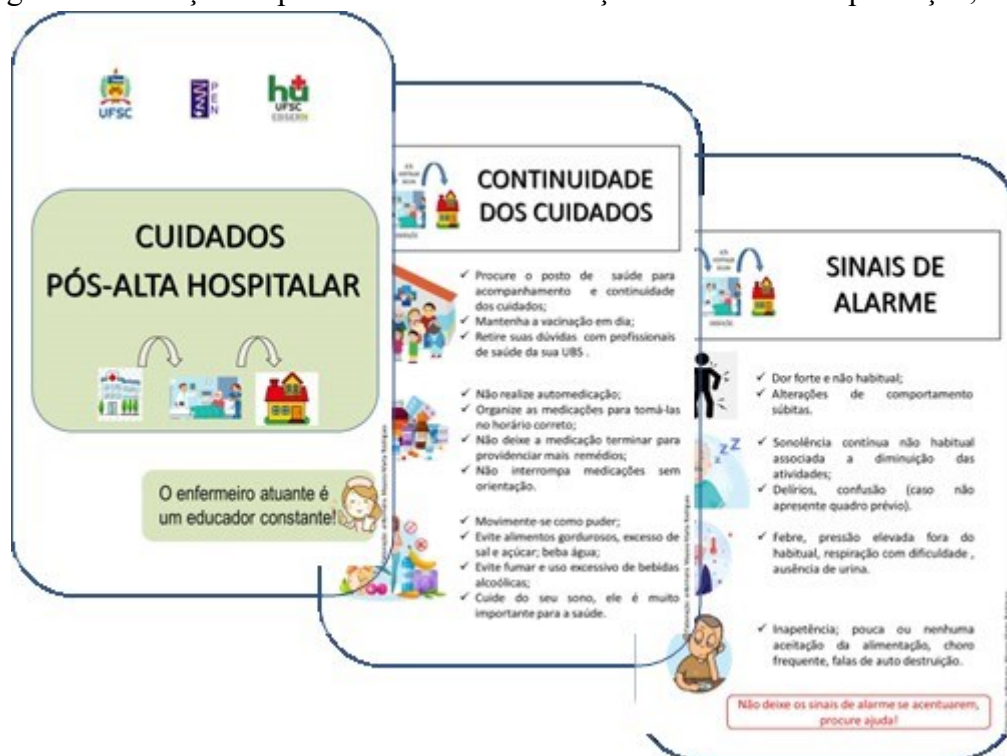 UFSC
PEN
hu
UFSC
EBSERH
CUIDADOS
PÓS-ALTA HOSPITALAR
O enfermeiro atuante é
um educador constante!
CONTINUIDADE
DOS CUIDADOS
✓ Procure o posto de saúde para
acompanhamento e continuidade
dos cuidados;
✓ Mantenha a vacinação em dia;
✓ Retire suas dúvidas com profissionais
de saúde da sua UBS .
✓ Não realize automedicação;
✓ Organize as medicações para tomá-las
no horário correto;
✓ Não deixe a medicação terminar para
providenciar mais remédios;
✓ Não interrompa medicações sem
orientação.
✓ Movimente-se como puder;
✓ Evite alimentos gordurosos, excesso de
sal e açúcar; beba água;
✓ Evite fumar e uso excessivo de bebidas
alcoólicas;
✓ Cuide do seu sono, ele é muito
importante para a saúde.
SINAIS DE
ALARME
✓ Dor forte e não habitual;
✓ Alterações de comportamento
súbitas.
✓ Sonolência contínua não habitual
associada a diminuição das
atividades;
✓ Delírios, confusão (caso não
apresente quadro prévio).
✓ Febre, pressão elevada fora do
habitual, respiração com dificuldade ,
ausência de urina.
✓ Inapetência; pouca ou nenhuma
aceitação da alimentação, choro
frequente, falas de auto destruição.
Não deixe os sinais de alarme se acentuarem,
procure ajuda!